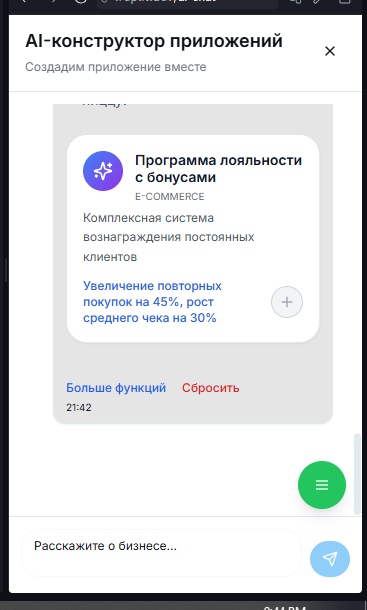 AI-конструктор приложений
Создадим приложение вместе
Программа лояльности
с бонусами
E-COMMERCE
Комплексная система
вознаграждения постоянных
клиентов
Увеличение повторных
покупок на 45%, рост
среднего чека на 30%
Больше функций Сбросить
21:42
Расскажите о бизнесе...